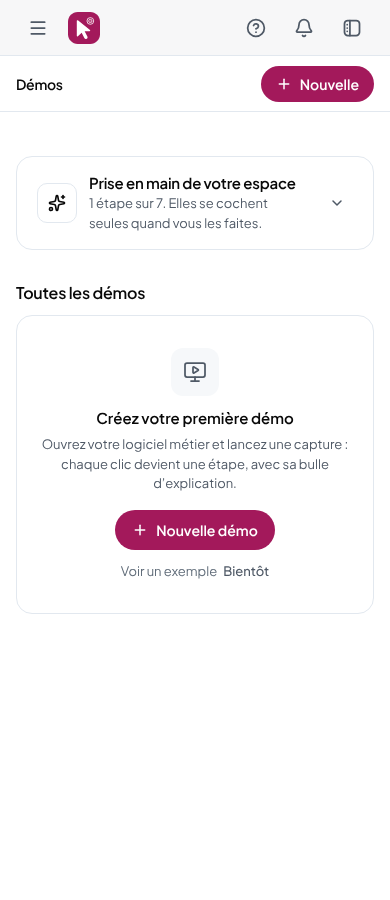 Démos
Nouvelle
Prise en main de votre espace
1 étape sur 7. Elles se cochent
seules quand vous les faites.
Toutes les démos
Créez votre première démo
Ouvrez votre logiciel métier et lancez une capture :
chaque clic devient une étape, avec sa bulle
d'explication.
Nouvelle démo
Voir un exemple Bientôt